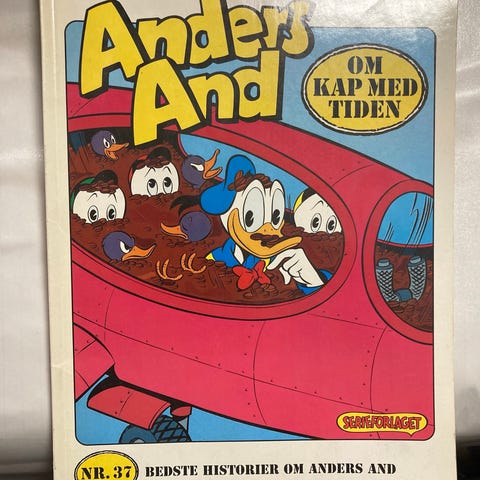 Anders
And
OM
KAP MED
TIDEN
SERIEFORLAGET
NR. 37
BEDSTE HISTORIER OM ANDERS AND